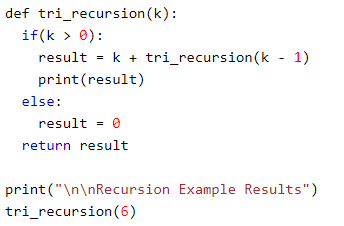 def tri_recursion(k):
  if(k > 0):
    result = k + tri_recursion(k - 1)
    print(result)
  else:
    result = 0
  return result

print("\n\nRecursion Example Results")
tri_recursion(6)